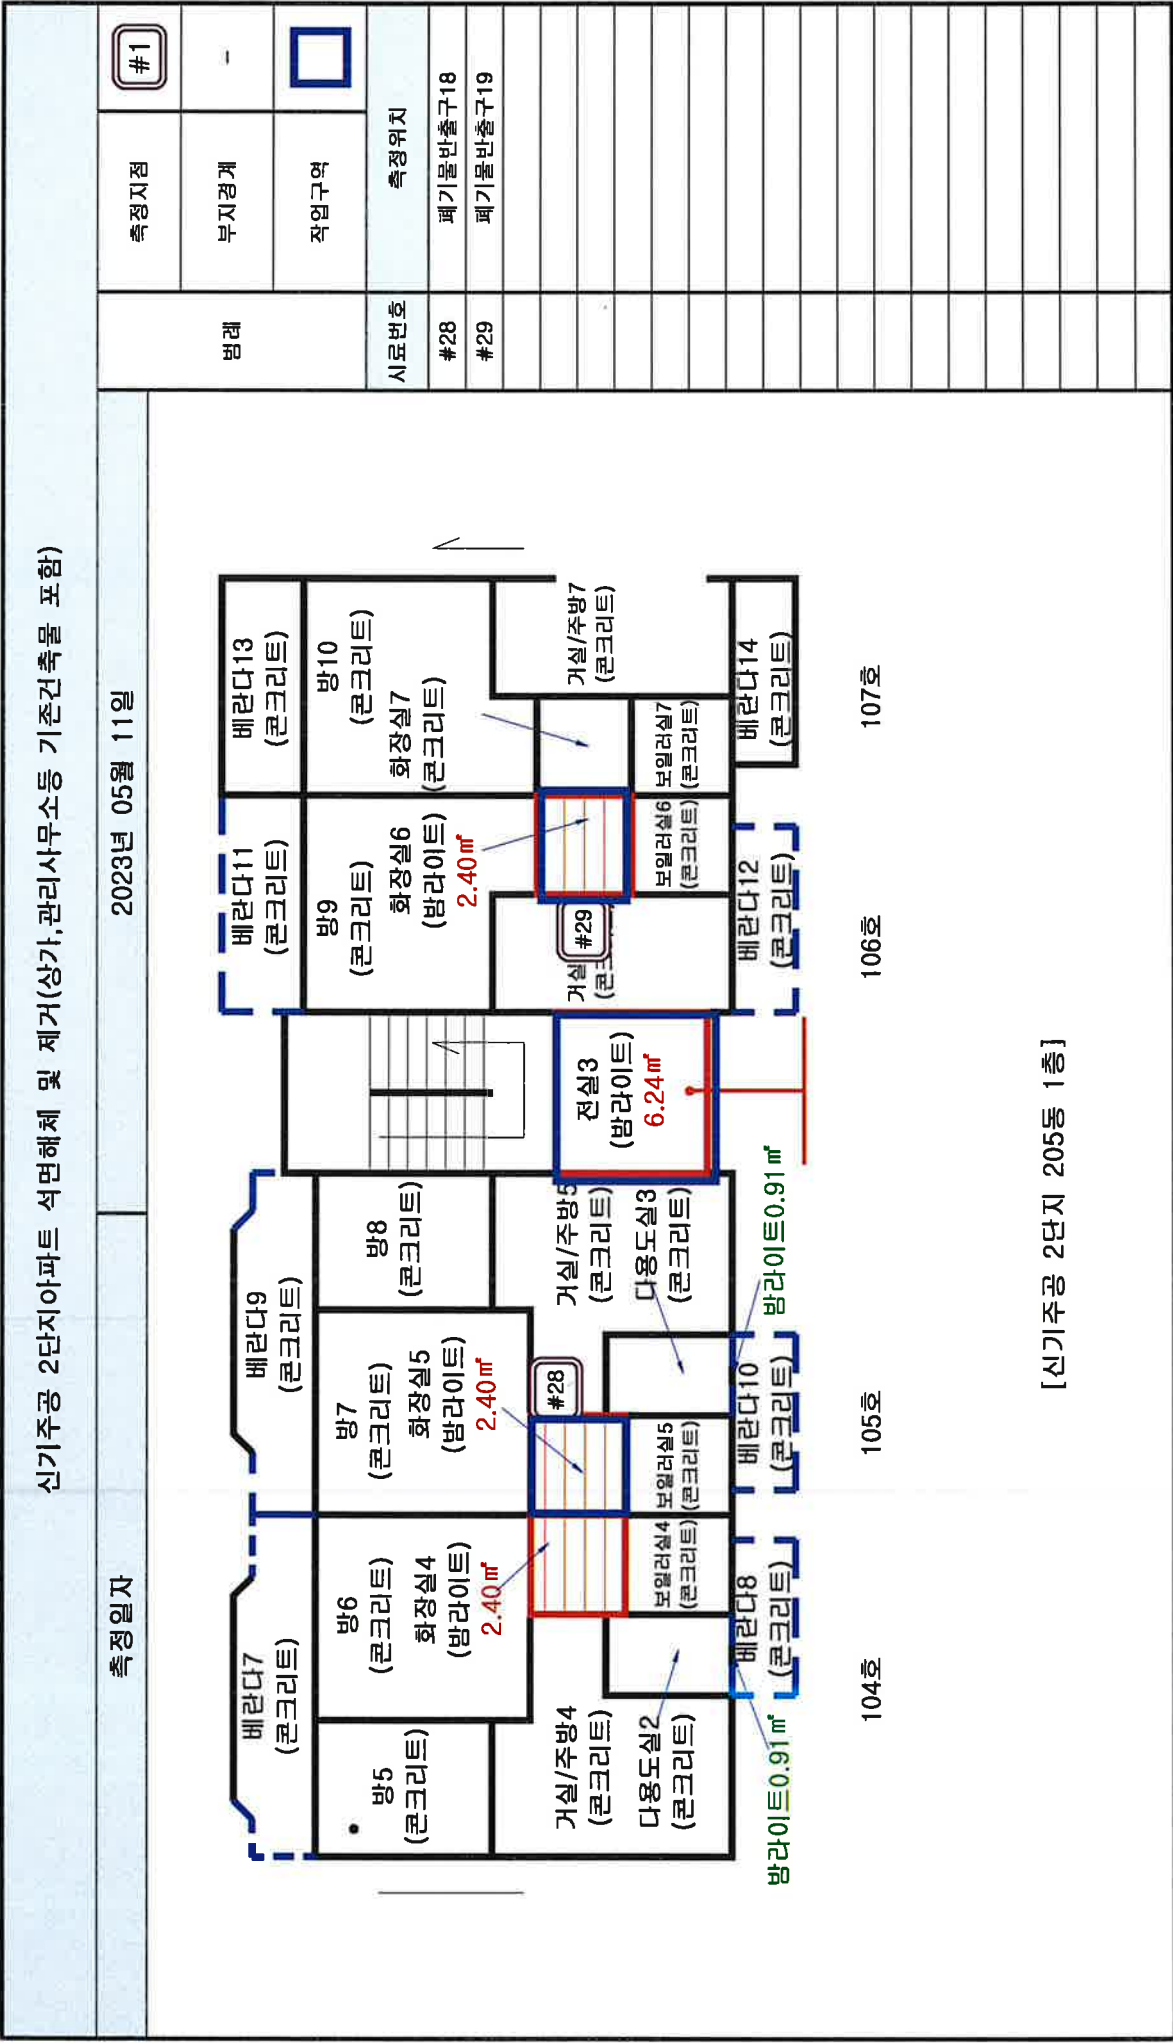 신기주공 2단지아파트 석면해체 및 제거(상가,관리사무소등 기존건축물 포함)
측정일자
2023년 05월 11일
범례
측정지점
#1
부지경계
-
작업구역
시료번호
측정위치
#28
폐기물반출구18
#29
폐기물반출구19
베란다7
(콘크리트)
베란다9
(콘크리트)
베란다11
(콘크리트)
베란다13
(콘크리트)
방5
(콘크리트)
방6
(콘크리트)
화장실4
(밤라이트)
2.40㎡
방7
(콘크리트)
화장실5
(밤라이트)
2.40㎡
방8
(콘크리트)
방9
(콘크리트)
화장실6
(밤라이트)
2.40㎡
방10
(콘크리트)
화장실7
(콘크리트)
거실/주방4
(콘크리트)
다용도실2
(콘크리트)
보일러실4
(콘크리트)
#28
보일러실5
(콘크리트)
거실/주방5
(콘크리트)
다용도실3
(콘크리트)
전실3
(밤라이트)
6.24㎡
거실
(콘
#29
보일러실6
(콘크리트)
보일러실7
(콘크리트)
거실/주방7
(콘크리트)
베란다8
(콘크리트)
베란다10
(콘크리트)
베란다12
(콘크리트)
베란다14
(콘크리트)
밤라이트0.91㎡
밤라이트0.91㎡
104호
105호
106호
107호
[신기주공 2단지 205동 1층]